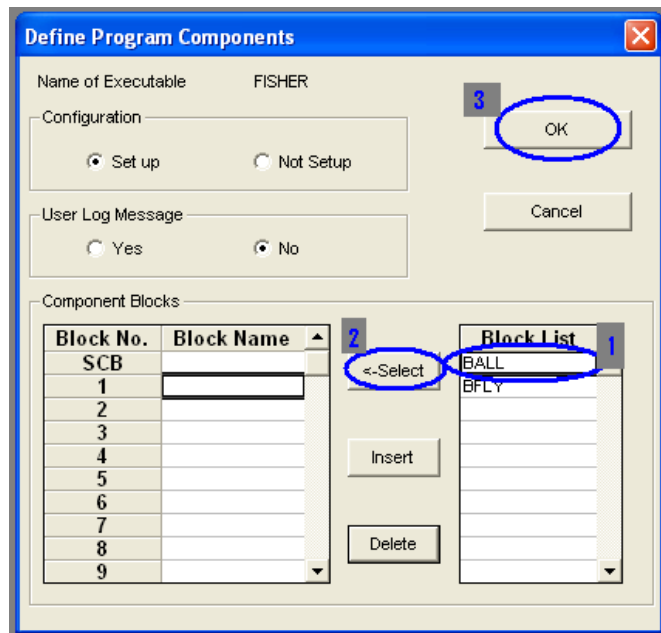 Define Program Components
Name of Executable FISHER
Configuration
Set up Not Setup
User Log Message
Yes No
3
OK
Cancel
Component Blocks
Block No. Block Name
SCB
1
2
3
4
5
6
7
8
9
2
<-Select
Insert
Delete
Block List
1
BALL
BFLY